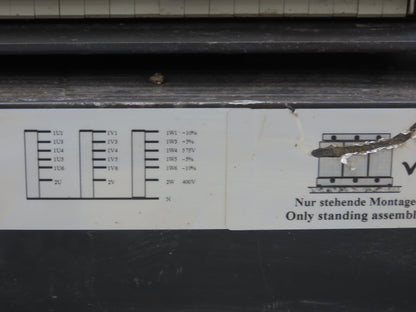 1U1 1V1 1W1 -10%
1U3 1V3 1W3 -5%
1U4 1V4 1W4 575V
1U5 1V5 1W5 -5%
1U6 1V6 1W6 -10%
2U 2V 2W 400V
N
Nur stehende Montage
Only standing assembl